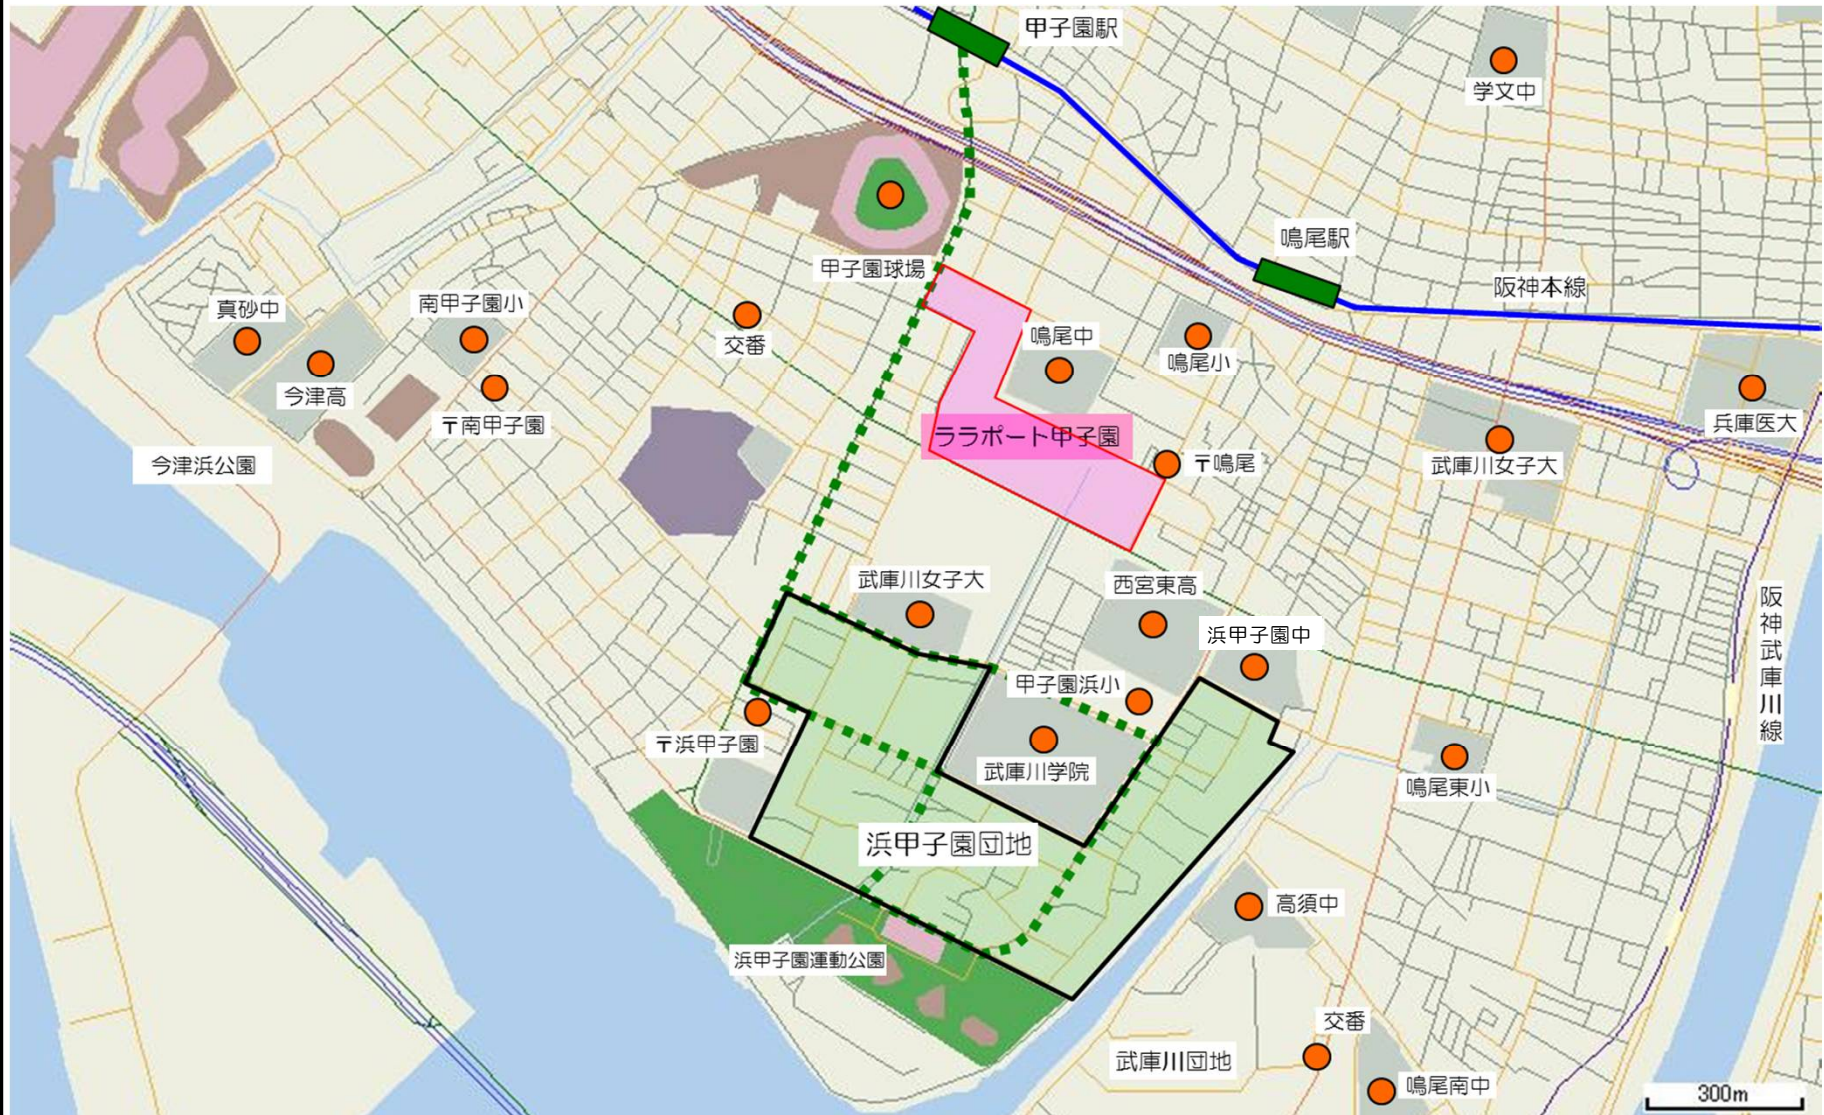 甲子園駅
学文中
鳴尾駅
甲子園球場
阪神本線
真砂中
南甲子園小
交番
鳴尾中
鳴尾小
今津高
〒南甲子園
兵庫医大
ララポート甲子園
今津浜公園
〒鳴尾
武庫川女子大
武庫川女子大
西宮東高
浜甲子園中
阪神武庫川線
甲子園浜小
〒浜甲子園
武庫川学院
鳴尾東小
浜甲子園団地
高須中
浜甲子園運動公園
交番
武庫川団地
鳴尾南中
300m